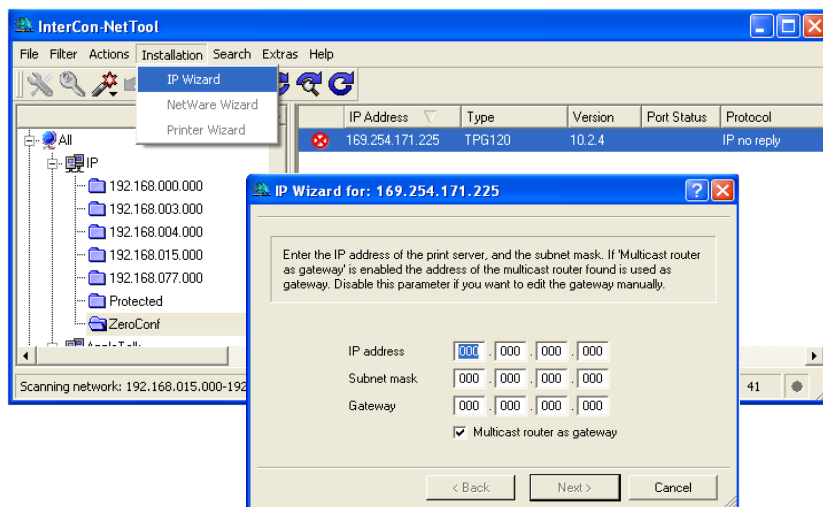 InterCon-NetTool
File Filter Actions Installation Search Extras Help
IP Wizard
NetWare Wizard
Printer Wizard
IP Address Type Version Port Status Protocol
169.254.171.225 TPG120 10.2.4 IP no reply
All
IP
192.168.000.000
192.168.003.000
192.168.004.000
192.168.015.000
192.168.077.000
Protected
ZeroConf
Scanning network: 192.168.015.000-192
41
IP Wizard for: 169.254.171.225
Enter the IP address of the print server, and the subnet mask. If 'Multicast router
as gateway' is enabled the address of the multicast router found is used as
gateway. Disable this parameter if you want to edit the gateway manually.
IP address 000 . 000 . 000 . 000
Subnet mask 000 . 000 . 000 . 000
Gateway 000 . 000 . 000 . 000
Multicast router as gateway
< Back Next > Cancel